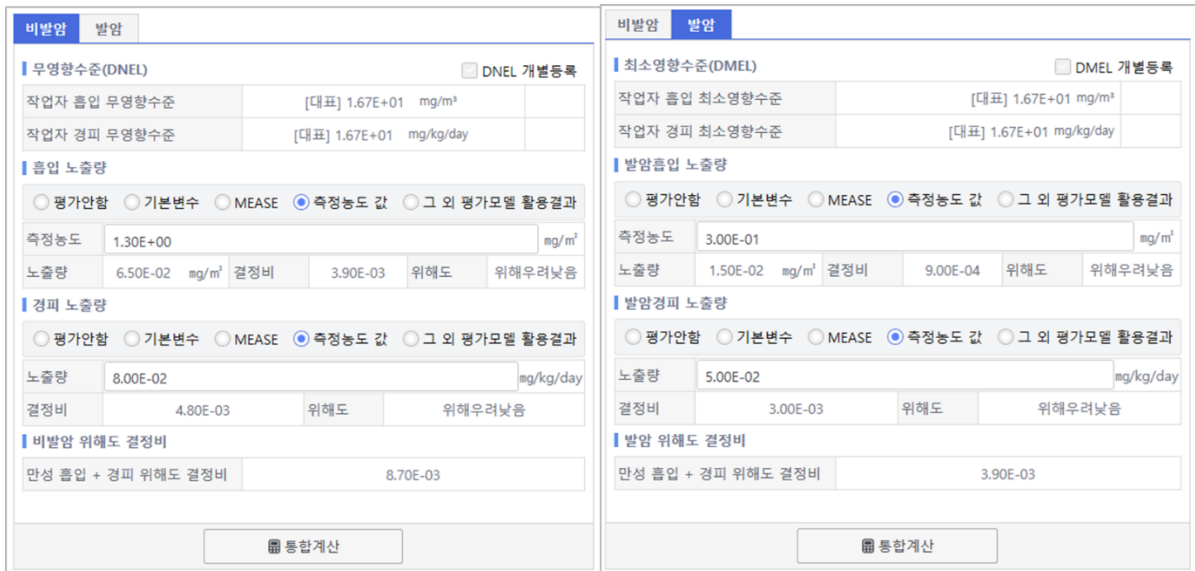 비발암 발암
무영향수준(DNEL) DNEL 개별등록
작업자 흡입 무영향수준 [대표] 1.67E+01 mg/m³
작업자 경피 무영향수준 [대표] 1.67E+01 mg/kg/day
흡입 노출량
평가안함 기본변수 MEASE 측정농도 값 그 외 평가모델 활용결과
측정농도 1.30E+00 mg/m³
노출량 6.50E-02 mg/m³ 결정비 3.90E-03 위해도 위해우려낮음
경피 노출량
평가안함 기본변수 MEASE 측정농도 값 그 외 평가모델 활용결과
노출량 8.00E-02 mg/kg/day
결정비 4.80E-03 위해도 위해우려낮음
비발암 위해도 결정비
만성 흡입 + 경피 위해도 결정비 8.70E-03
통합계산
비발암 발암
최소영향수준(DMEL) DMEL 개별등록
작업자 흡입 최소영향수준 [대표] 1.67E+01 mg/m³
작업자 경피 최소영향수준 [대표] 1.67E+01 mg/kg/day
발암흡입 노출량
평가안함 기본변수 MEASE 측정농도 값 그 외 평가모델 활용결과
측정농도 3.00E-01 mg/m³
노출량 1.50E-02 mg/m³ 결정비 9.00E-04 위해도 위해우려낮음
발암경피 노출량
평가안함 기본변수 MEASE 측정농도 값 그 외 평가모델 활용결과
노출량 5.00E-02 mg/kg/day
결정비 3.00E-03 위해도 위해우려낮음
발암 위해도 결정비
만성 흡입 + 경피 위해도 결정비 3.90E-03
통합계산